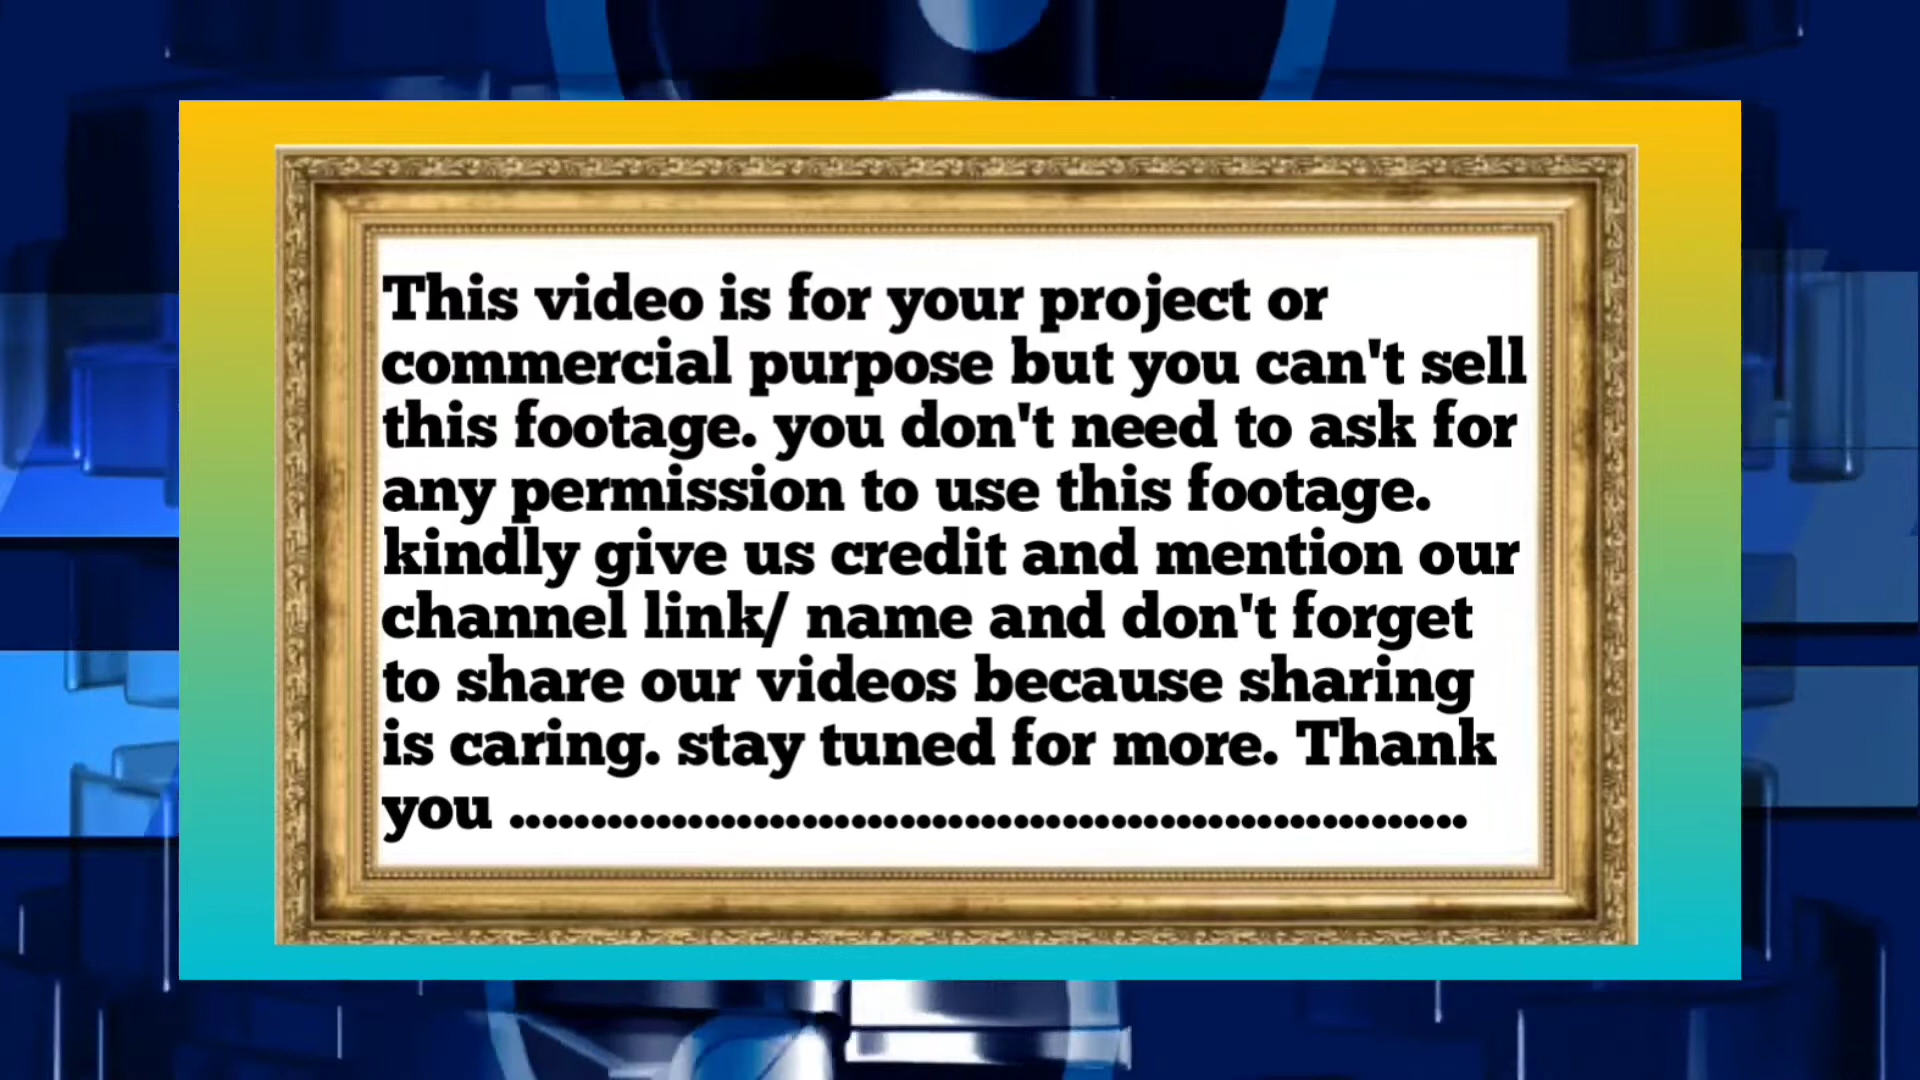 This video is for your project or
commercial purpose but you can't sell
this footage. you don't need to ask for
any permission to use this footage.
kindly give us credit and mention our
channel link/ name and don't forget
to share our videos because sharing
is caring. stay tuned for more. Thank
you ...........................................................